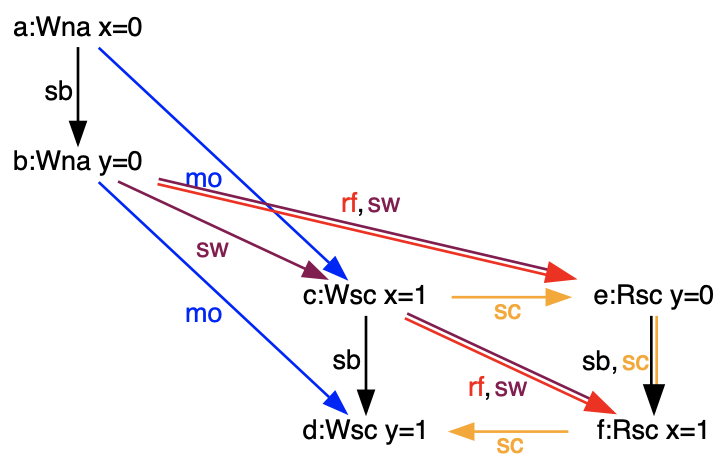 a:Wna x=0
sb
b:Wna y=0
mo
rf,sw
sw
mo
c:Wsc x=1
sc
e:Rsc y=0
sb
rf,sw
sb,sc
d:Wsc y=1
sc
f:Rsc x=1